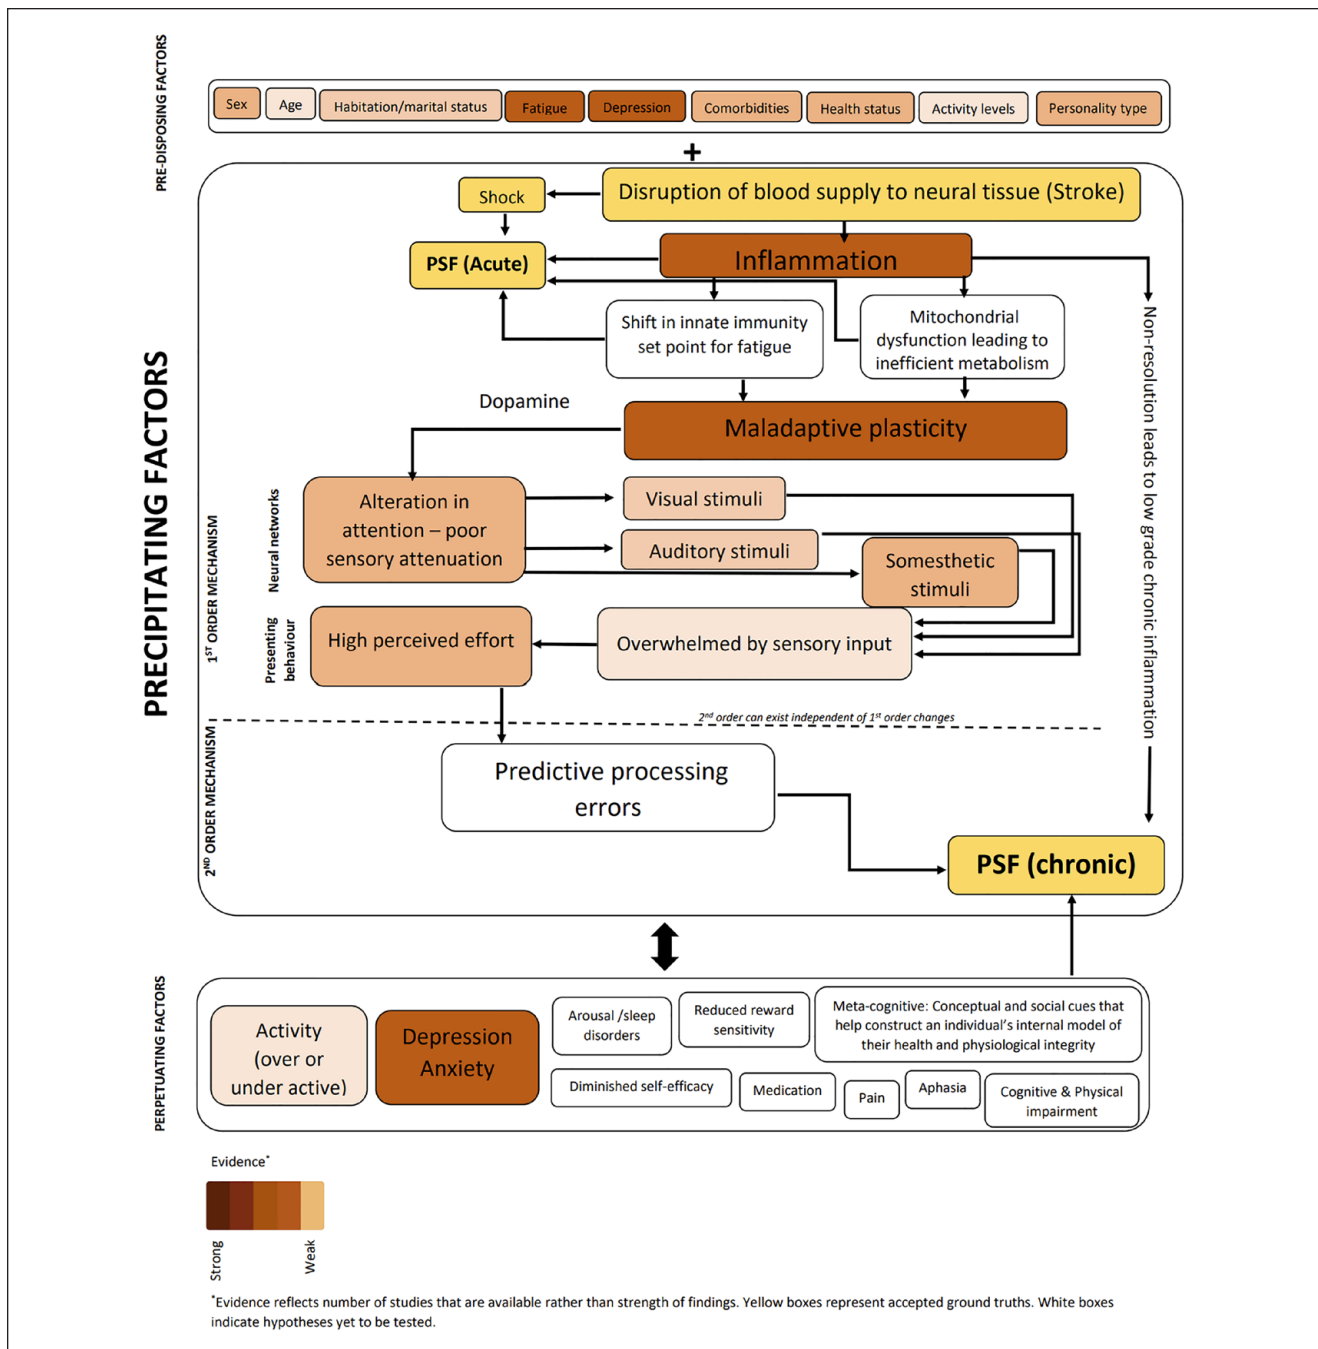 PRE-DISPOSING FACTORS
Sex
Age
Habitation/marital status
Fatigue
Depression
Comorbidities
Health status
Activity levels
Personality type
+
PRECIPITATING FACTORS
Disruption of blood supply to neural tissue (Stroke)
Shock
PSF (Acute)
Inflammation
Shift in innate immunity
set point for fatigue
Mitochondrial
dysfunction leading to
inefficient metabolism
Non-resolution leads to low grade chronic inflammation
Dopamine
Maladaptive plasticity
1ST ORDER MECHANISM
Neural networks
Alteration in
attention – poor
sensory attenuation
Visual stimuli
Auditory stimuli
Somesthetic
stimuli
Presenting
behaviour
High perceived effort
Overwhelmed by sensory input
2nd order can exist independent of 1st order changes
2ND ORDER MECHANISM
Predictive processing
errors
PSF (chronic)
PERPETUATING FACTORS
Activity
(over or
under active)
Depression
Anxiety
Arousal /sleep
disorders
Reduced reward
sensitivity
Meta-cognitive: Conceptual and social cues that
help construct an individual’s internal model of
their health and physiological integrity
Diminished self-efficacy
Medication
Pain
Aphasia
Cognitive & Physical
impairment
Evidence*
Strong
Weak
*Evidence reflects number of studies that are available rather than strength of findings. Yellow boxes represent accepted ground truths. White boxes
indicate hypotheses yet to be tested.